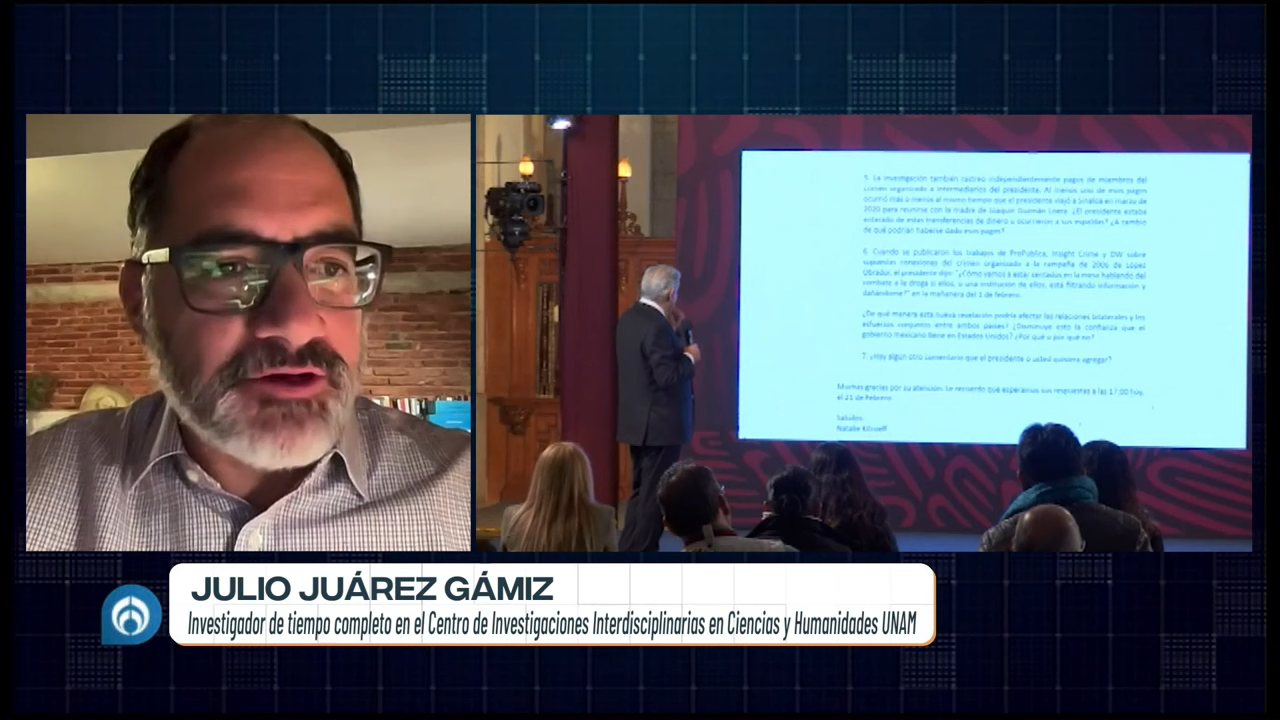 5. La investigación también rastreó independientemente pagos de miembros del
crimen organizado a intermediarios del presidente. Al menos uno de esos pagos
ocurrió más o menos al mismo tiempo que el presidente viajó a Sinaloa en marzo de
2020 para reunirse con la madre de Joaquín Guzmán Loera. ¿El presidente estaba
enterado de estas transferencias de dinero u ocurrieron a sus espaldas? ¿A cambio
de qué podrían haberse dado esos pagos?
6. Cuando se publicaron los trabajos de ProPublica, Insight Crime y DW sobre
supuestas conexiones del crimen organizado a la campaña de 2006 de López
Obrador, el presidente dijo: "¿Cómo vamos a estar sentados en la mesa hablando del
combate a la droga si ellos, o una institución de ellos, está filtrando información y
dañándome?" en la mañanera del 1 de febrero.
¿De qué manera esta nueva revelación podría afectar las relaciones bilaterales y los
esfuerzos conjuntos entre ambos países? ¿Disminuye esto la confianza que el
gobierno mexicano tiene en Estados Unidos? ¿Por qué o por qué no?
7. ¿Hay algún otro comentario que el presidente o usted quisiera agregar?
Muchas gracias por su atención. Le recuerdo que esperamos sus respuestas a las 17:00 hoy,
el 21 de febrero.
Saludos
Natalie Kitroeff
JULIO JUÁREZ GÁMIZ
Investigador de tiempo completo en el Centro de Investigaciones Interdisciplinarias en Ciencias y Humanidades UNAM